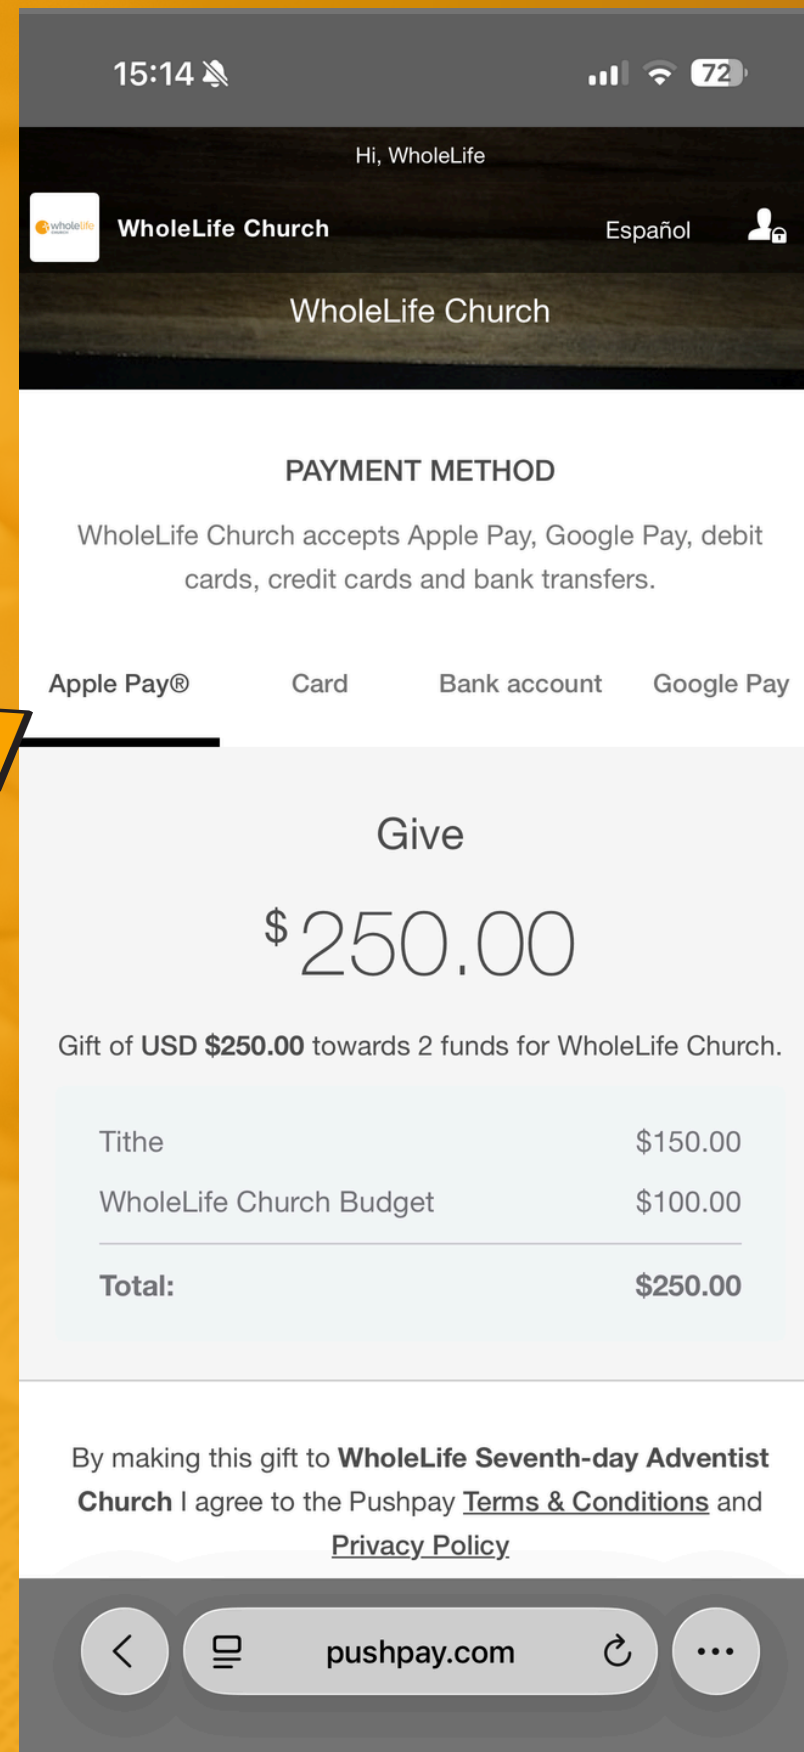 15:14
72
Hi, WholeLife
wholelife
WholeLife Church
Español
WholeLife Church
PAYMENT METHOD
WholeLife Church accepts Apple Pay, Google Pay, debit
cards, credit cards and bank transfers.
Apple Pay®
Card
Bank account
Google Pay
Give
$250.00
Gift of USD $250.00 towards 2 funds for WholeLife Church.
Tithe $150.00
WholeLife Church Budget $100.00
Total: $250.00
By making this gift to WholeLife Seventh-day Adventist
Church I agree to the Pushpay Terms & Conditions and
Privacy Policy
pushpay.com